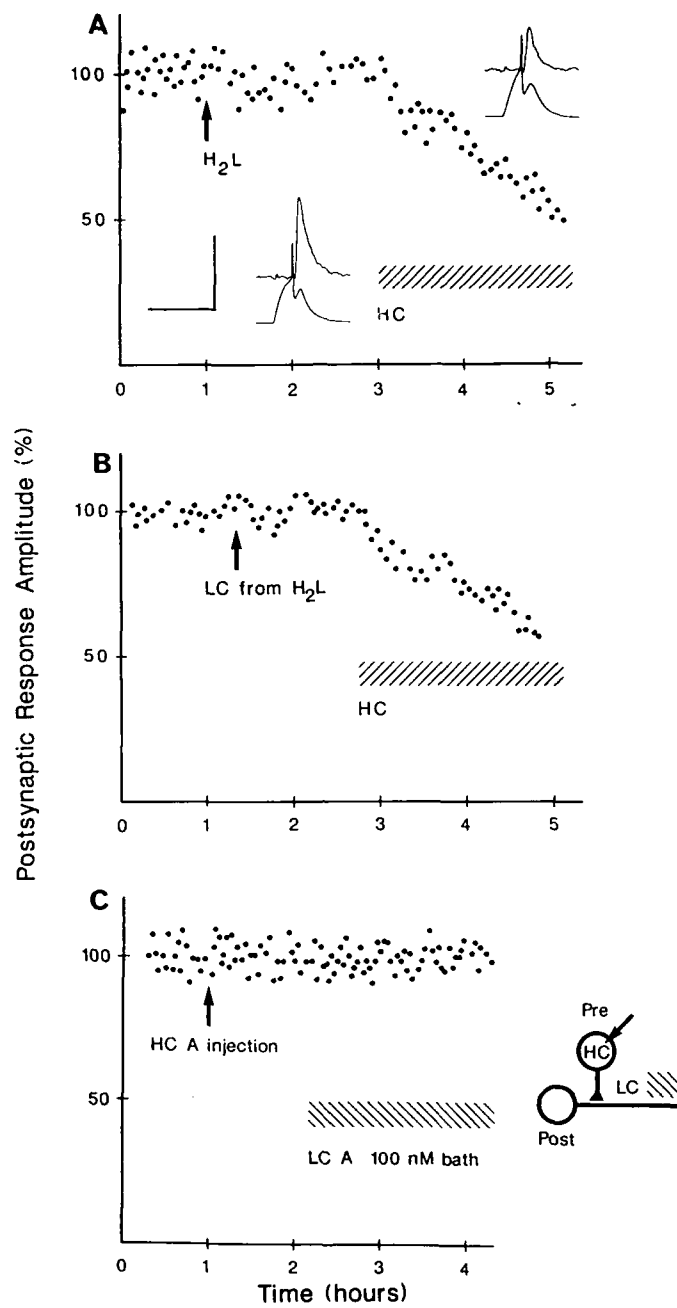 Postsynaptic Response Amplitude (%)
A
100
50
H₂L
HC
0 1 2 3 4 5
B
100
50
LC from H₂L
HC
0 1 2 3 4 5
C
100
50
HC A injection
LC A 100 nM bath
0 1 2 3 4
Time (hours)
Pre
HC
LC
Post